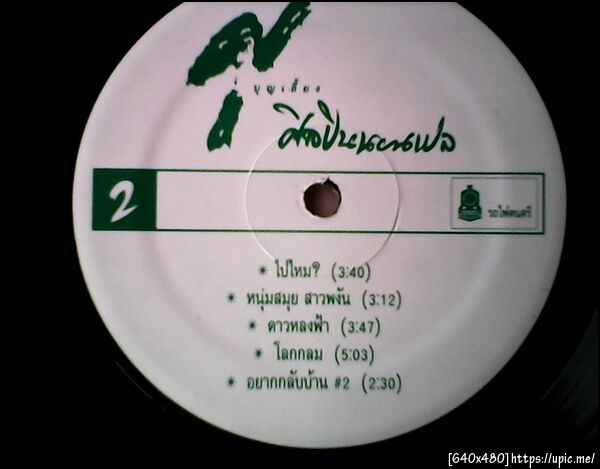 สุ บุญเลี้ยง
ศิลปินนอนเปล
2
รถไฟดนตรี
* ไปไหม? (3:40)
* หนุ่มสมุย สาวพงัน (3:12)
* ดาวหลงฟ้า (3:47)
* โลกกลม (5:03)
* อยากกลับบ้าน #2 (2:30)
[640x480]https://upic.me/